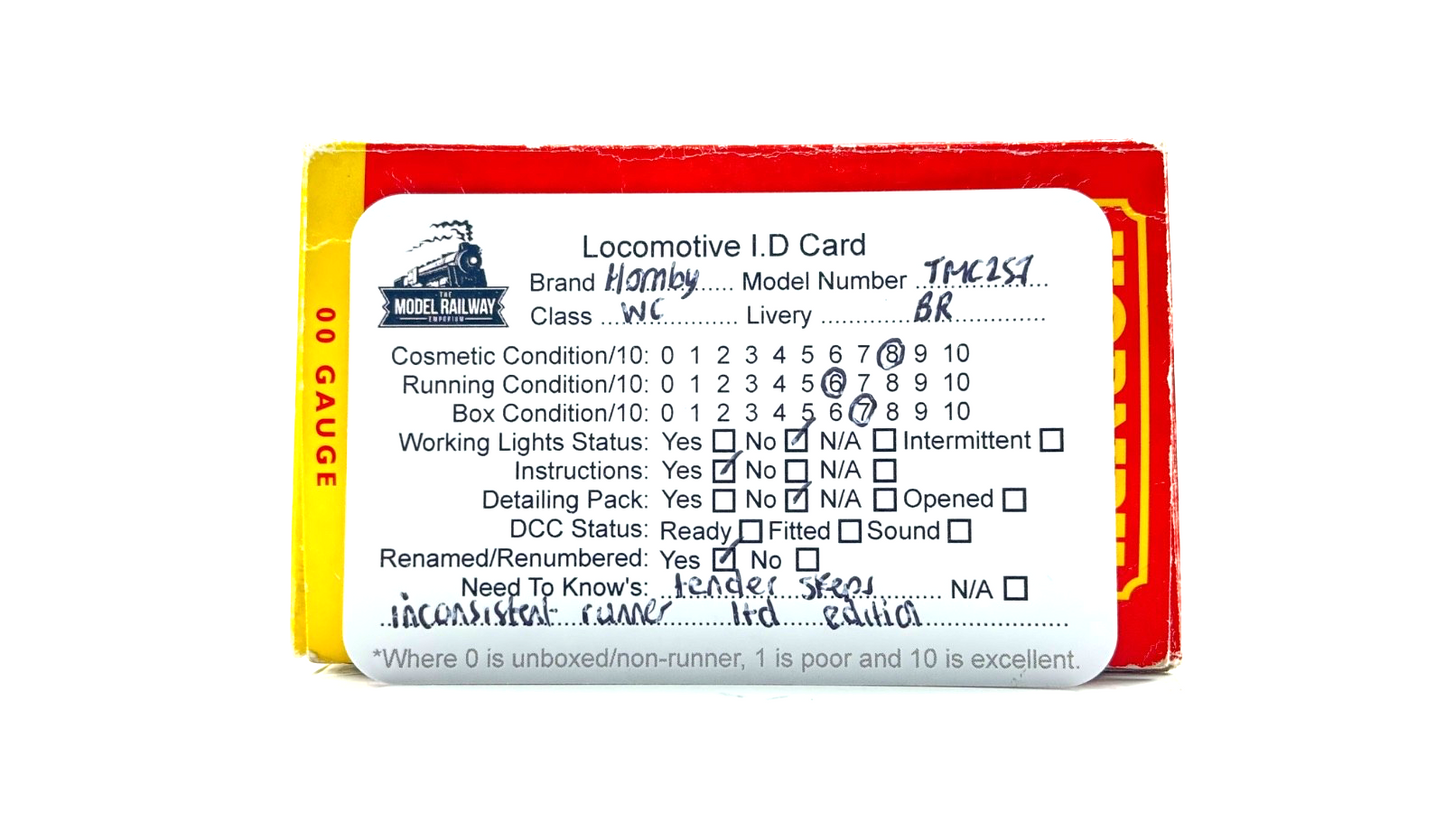 Locomotive I.D Card
Brand Hornby Model Number TMC257
Class WC Livery BR
THE
MODEL RAILWAY
EMPORIUM
Cosmetic Condition/10: 0 1 2 3 4 5 6 7 8 9 10
Running Condition/10: 0 1 2 3 4 5 6 7 8 9 10
Box Condition/10: 0 1 2 3 4 5 6 7 8 9 10
Working Lights Status: Yes No N/A Intermittent
Instructions: Yes No N/A
Detailing Pack: Yes No N/A Opened
DCC Status: Ready Fitted Sound
Renamed/Renumbered: Yes No
Need To Know's: tender steps N/A
inconsistent runner ltd edition
*Where 0 is unboxed/non-runner, 1 is poor and 10 is excellent.
00 GAUGE